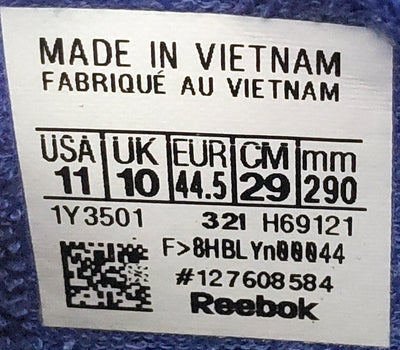 MADE IN VIETNAM
FABRIQUÉ AU VIETNAM
USA UK EUR CM mm
11 10 44.5 29 290
1Y3501 321 H69121
F>8HBLYn00044
#127608584
Reebok